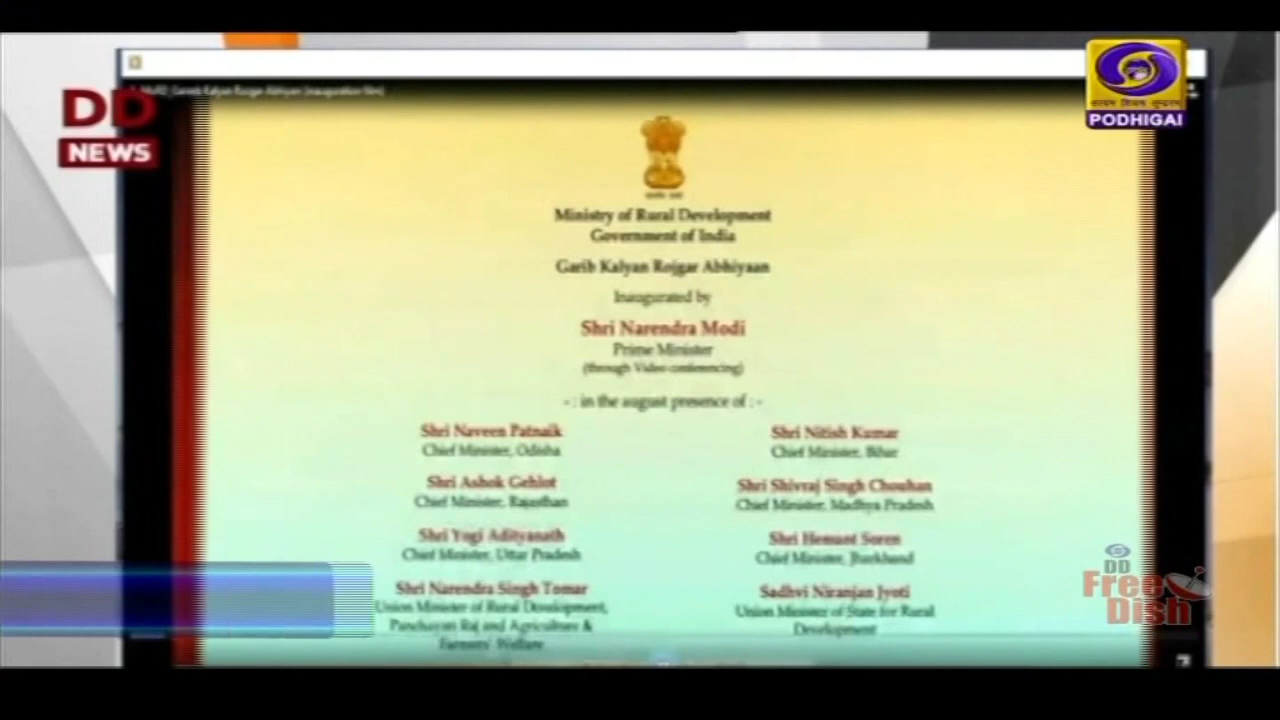 DD
NEWS
PODHIGAI
Ministry of Rural Development
Government of India
Garib Kalyan Rojgar Abhiyaan
Inaugurated by
Shri Narendra Modi
Prime Minister
(through Video conferencing)
- : in the august presence of : -
Shri Naveen Patnaik
Chief Minister, Odisha
Shri Nitish Kumar
Chief Minister, Bihar
Shri Ashok Gehlot
Chief Minister, Rajasthan
Shri Shivraj Singh Chouhan
Chief Minister, Madhya Pradesh
Shri Yogi Adityanath
Chief Minister, Uttar Pradesh
Shri Hemant Soren
Chief Minister, Jharkhand
Shri Narendra Singh Tomar
Union Minister of Rural Development,
Panchayati Raj and Agriculture &
Farmers' Welfare
Sadhvi Niranjan Jyoti
Union Minister of State for Rural
Development
DD
Free
Dish